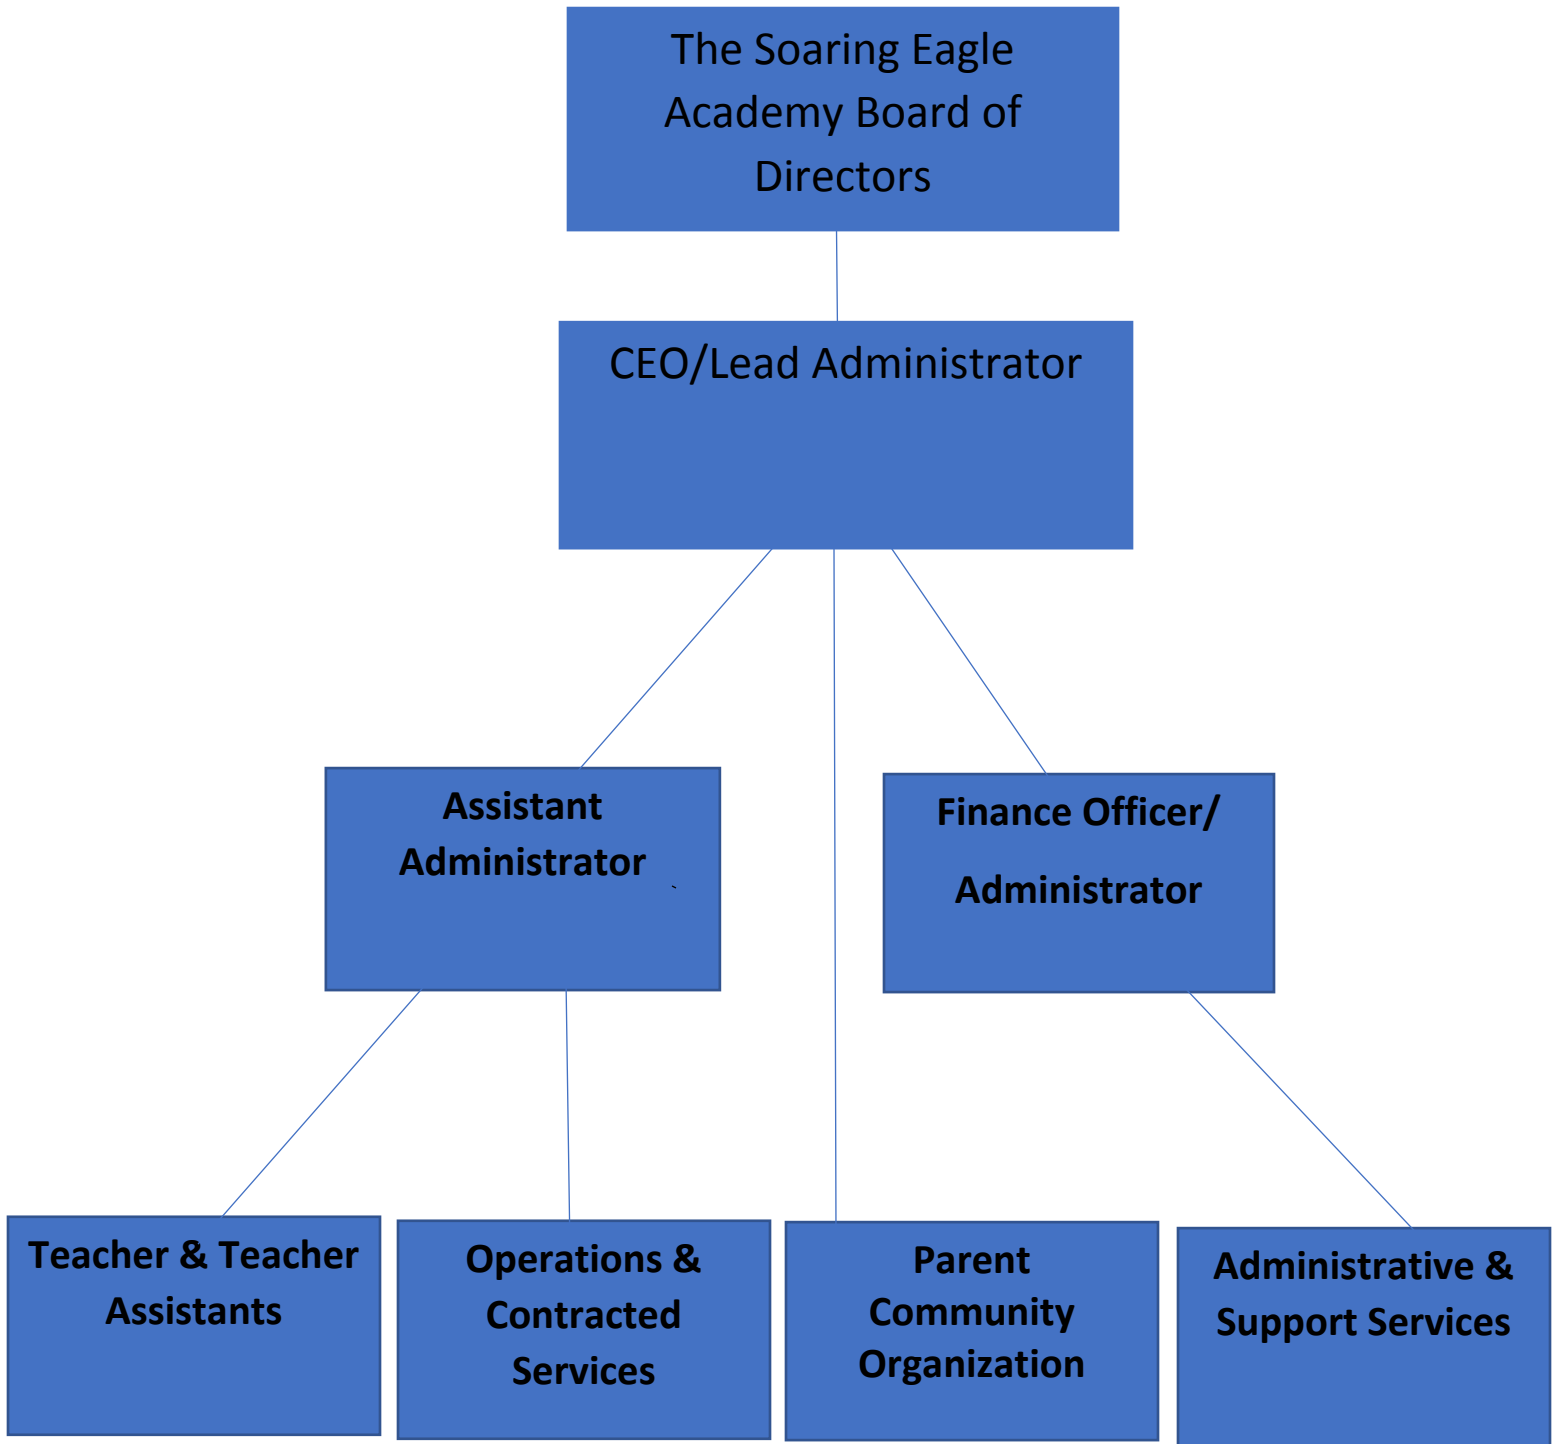 The Soaring Eagle
Academy Board of
Directors
CEO/Lead Administrator
Assistant
Administrator `
Finance Officer/
Administrator
Teacher & Teacher
Assistants
Operations &
Contracted
Services
Parent
Community
Organization
Administrative &
Support Services